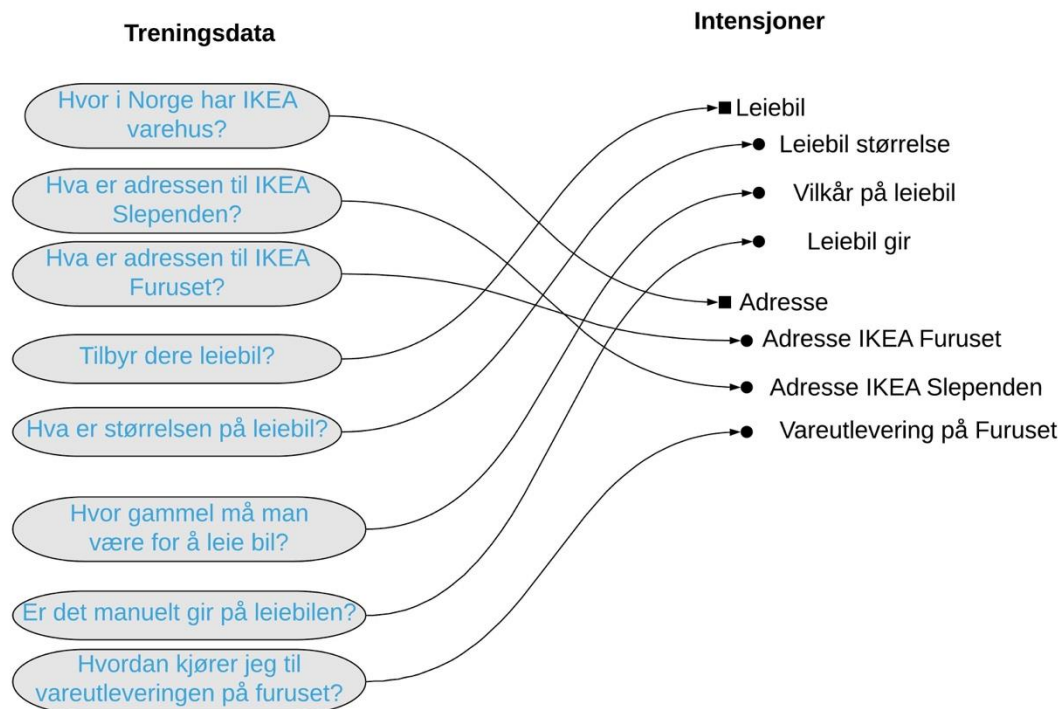 Treningsdata
Hvor i Norge har IKEA
varehus?
Hva er adressen til IKEA
Slependen?
Hva er adressen til IKEA
Furuset?
Tilbyr dere leiebil?
Hva er størrelsen på leiebil?
Hvor gammel må man
være for å leie bil?
Er det manuelt gir på leiebilen?
Hvordan kjører jeg til
vareutleveringen på furuset?
Intensjoner
Leiebil
Leiebil størrelse
Vilkår på leiebil
Leiebil gir
Adresse
Adresse IKEA Furuset
Adresse IKEA Slependen
Vareutlevering på Furuset